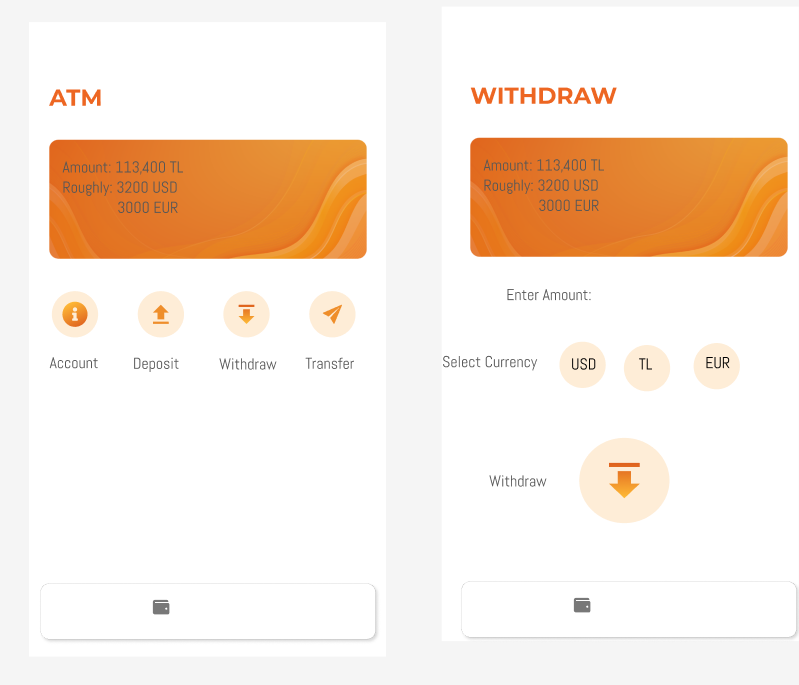 ATM
Amount: 113,400 TL
Roughly: 3200 USD
3000 EUR
Account
Deposit
Withdraw
Transfer
WITHDRAW
Amount: 113,400 TL
Roughly: 3200 USD
3000 EUR
Enter Amount:
Select Currency
USD
TL
EUR
Withdraw